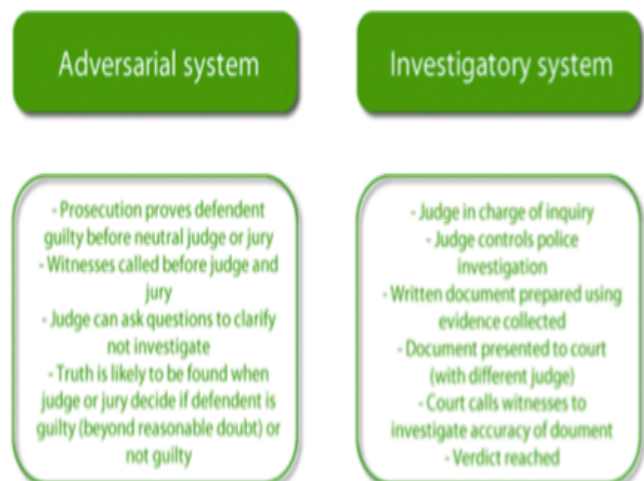 Adversarial system
- Prosecution proves defendent
guilty before neutral judge or jury
- Witnesses called before judge and
jury
- Judge can ask questions to clarify
not investigate
- Truth is likely to be found when
judge or jury decide if defendent is
guilty (beyond reasonable doubt) or
not guilty
Investigatory system
- Judge in charge of inquiry
- Judge controls police
investigation
- Written document prepared using
evidence collected
- Document presented to court
(with different judge)
- Court calls witnesses to
investigate accuracy of doument
- Verdict reached